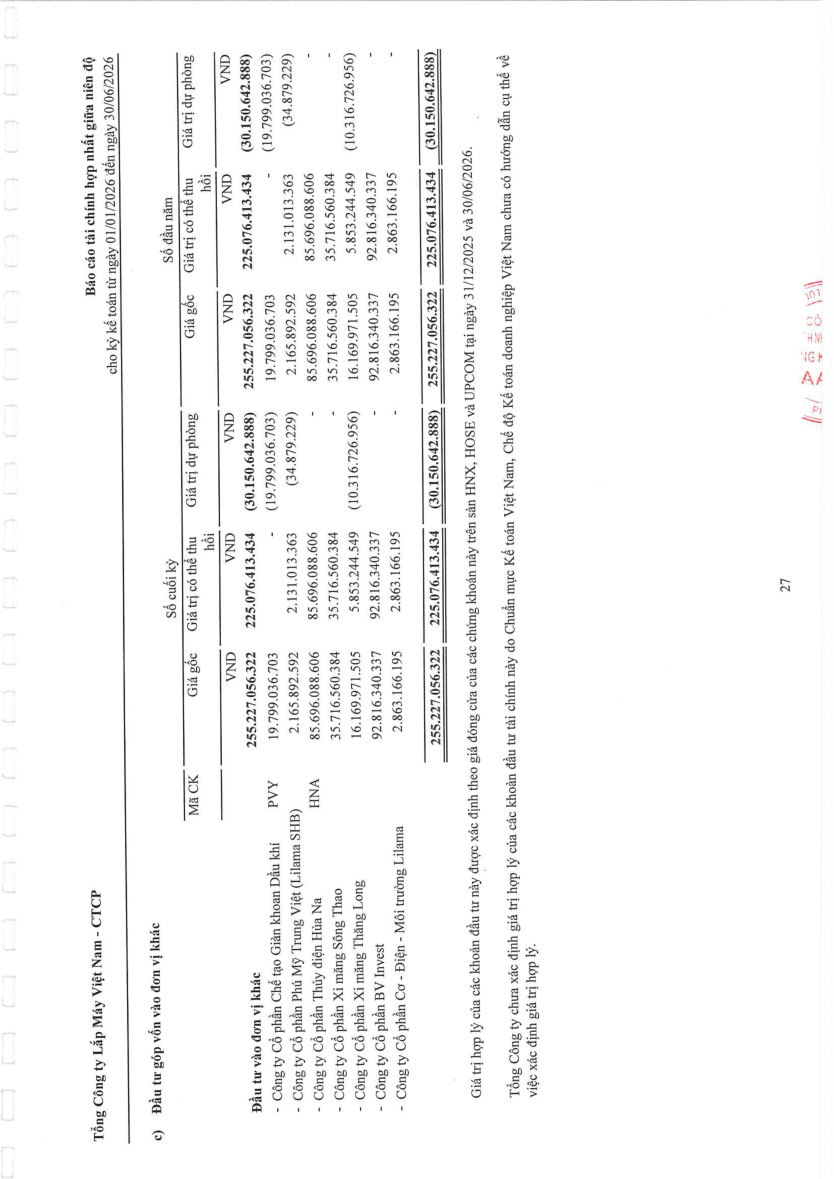 Tổng Công ty Lắp Máy Việt Nam - CTCP
Báo cáo tài chính hợp nhất giữa niên độ
cho kỳ kế toán từ ngày 01/01/2026 đến ngày 30/06/2026
c) Đầu tư góp vốn vào đơn vị khác
Số cuối kỳ Số đầu năm
Mã CK Giá gốc Giá trị có thể thu hồi Giá trị dự phòng Giá gốc Giá trị có thể thu hồi Giá trị dự phòng
VND VND VND VND VND VND
Đầu tư vào đơn vị khác 255.227.056.322 225.076.413.434 (30.150.642.888) 255.227.056.322 225.076.413.434 (30.150.642.888)
- Công ty Cổ phần Chế tạo Giàn khoan Dầu khí PVY 19.799.036.703 - (19.799.036.703) 19.799.036.703 - (19.799.036.703)
- Công ty Cổ phần Phú Mỹ Trung Việt (Lilama SHB) 2.165.892.592 2.131.013.363 (34.879.229) 2.165.892.592 2.131.013.363 (34.879.229)
- Công ty Cổ phần Thủy điện Hủa Na HNA 85.696.088.606 85.696.088.606 - 85.696.088.606 85.696.088.606 -
- Công ty Cổ phần Xi măng Sông Thao 35.716.560.384 35.716.560.384 - 35.716.560.384 35.716.560.384 -
- Công ty Cổ phần Xi măng Thăng Long 16.169.971.505 5.853.244.549 (10.316.726.956) 16.169.971.505 5.853.244.549 (10.316.726.956)
- Công ty Cổ phần BV Invest 92.816.340.337 92.816.340.337 - 92.816.340.337 92.816.340.337 -
- Công ty Cổ phần Cơ - Điện - Môi trường Lilama 2.863.166.195 2.863.166.195 - 2.863.166.195 2.863.166.195 -
255.227.056.322 225.076.413.434 (30.150.642.888) 255.227.056.322 225.076.413.434 (30.150.642.888)
Giá trị hợp lý của các khoản đầu tư này được xác định theo giá đóng cửa của các chứng khoán này trên sàn HNX, HOSE và UPCOM tại ngày 31/12/2025 và 30/06/2026.
Tổng Công ty chưa xác định giá trị hợp lý của các khoản đầu tư tài chính này do Chuẩn mực Kế toán Việt Nam, Chế độ Kế toán doanh nghiệp Việt Nam chưa có hướng dẫn cụ thể về
việc xác định giá trị hợp lý.
27